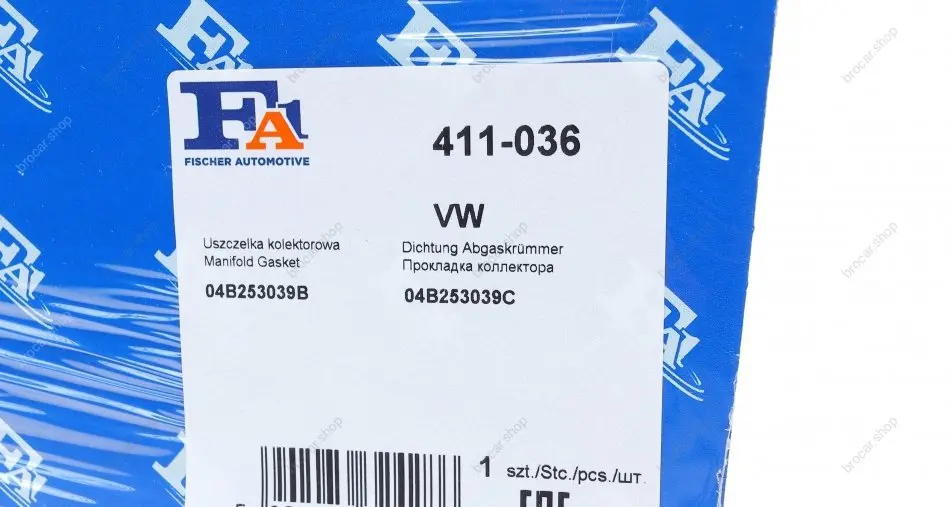 FA1
FISCHER AUTOMOTIVE
411-036
VW
Uszczelka kolektorowa
Manifold Gasket
Dichtung Abgaskrümmer
Прокладка коллектора
04B253039B
04B253039C
1 szt./Stc./pcs./шт.
brocar.shop